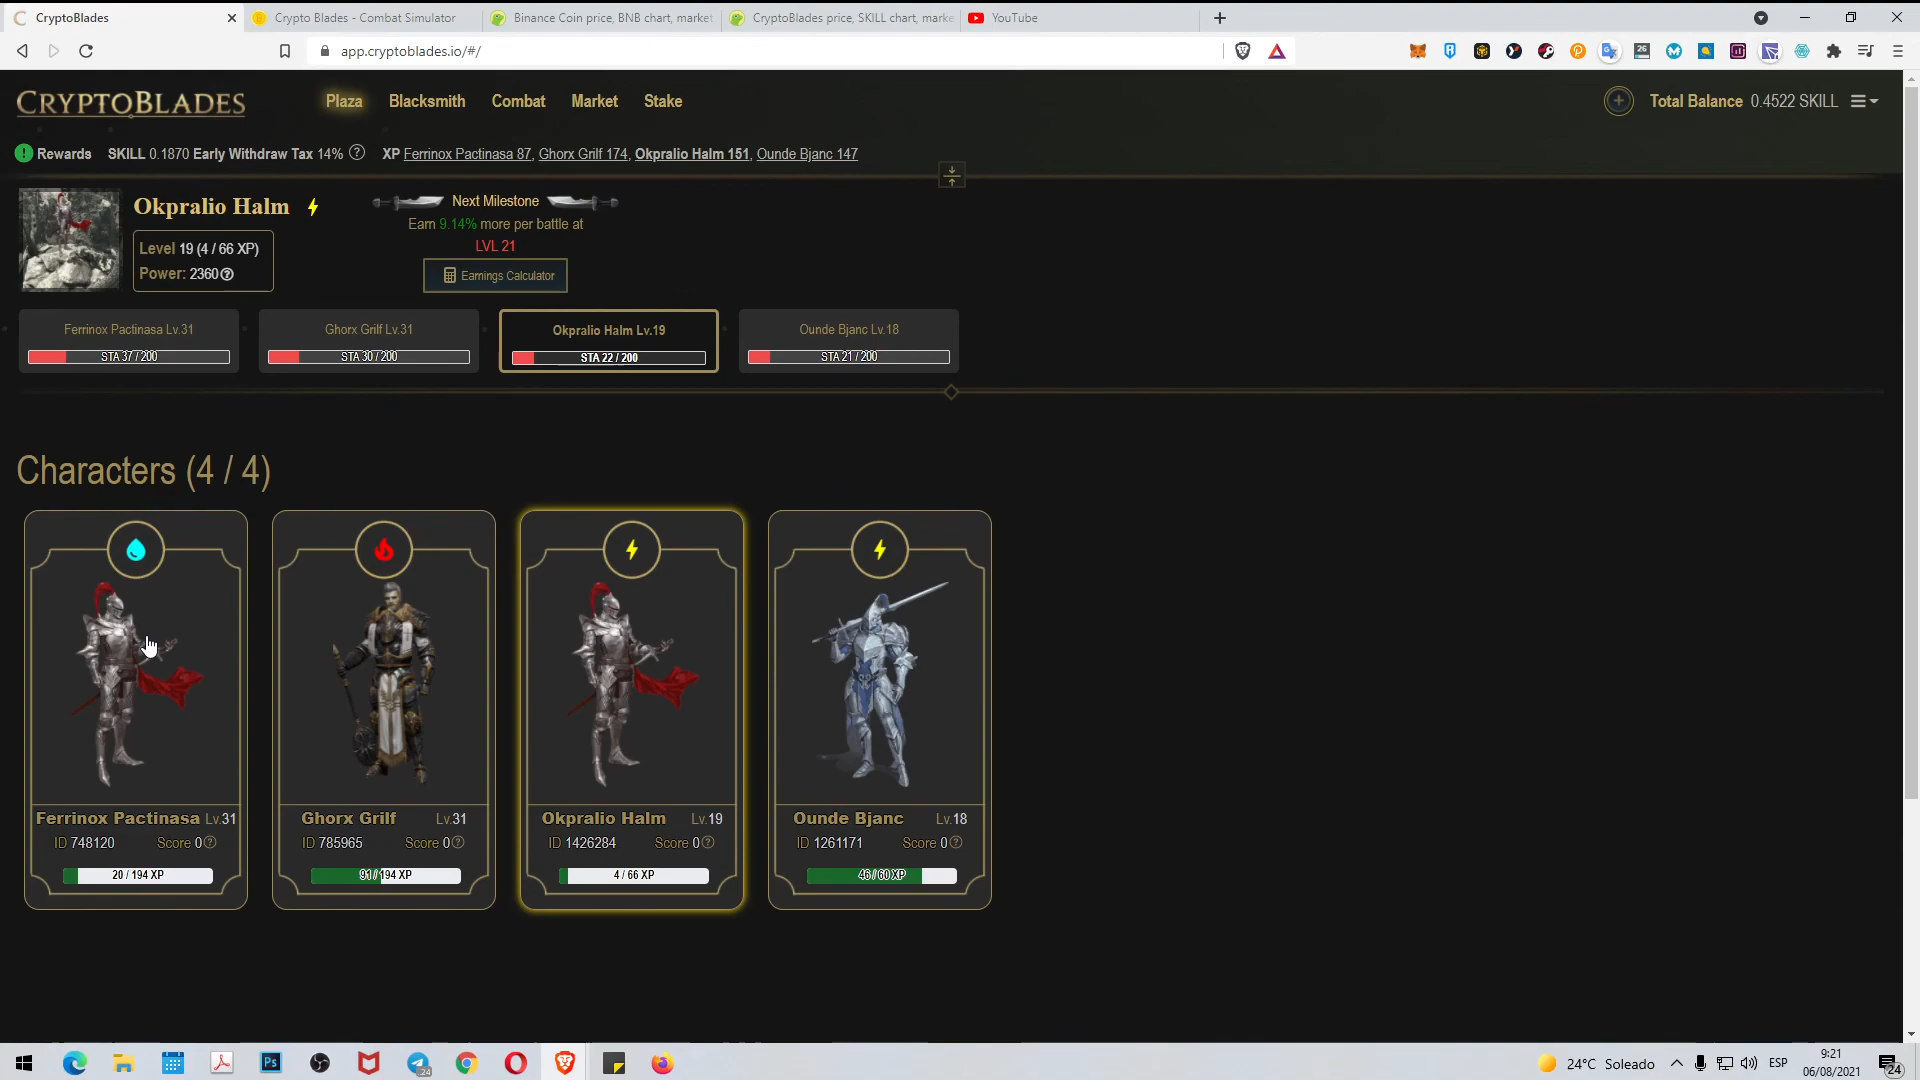 CryptoBlades
Crypto Blades - Combat Simulator
Binance Coin price, BNB chart, market
CryptoBlades price, SKILL chart, marke
YouTube
app.cryptoblades.io/#/
26
CRYPTOBLADES
Plaza
Blacksmith
Combat
Market
Stake
Total Balance 0.4522 SKILL
! Rewards SKILL 0.1870 Early Withdraw Tax 14% ? XP Ferrinox Pactinasa 87, Ghorx Grilf 174, Okpralio Halm 151, Ounde Bjanc 147
Okpralio Halm
Level 19 (4 / 66 XP)
Power: 2360 ?
Next Milestone
Earn 9.14% more per battle at
LVL 21
Earnings Calculator
Ferrinox Pactinasa Lv.31
STA 37 / 200
Ghorx Grilf Lv.31
STA 30 / 200
Okpralio Halm Lv.19
STA 22 / 200
Ounde Bjanc Lv.18
STA 21 / 200
Characters (4 / 4)
Ferrinox Pactinasa Lv.31
ID 748120 Score 0 ?
20 / 194 XP
Ghorx Grilf Lv.31
ID 785965 Score 0 ?
91 / 194 XP
Okpralio Halm Lv.19
ID 1426284 Score 0 ?
4 / 66 XP
Ounde Bjanc Lv.18
ID 1261171 Score 0 ?
46 / 60 XP
Ps
24
24°C Soleado
ESP
9:21
06/08/2021
24